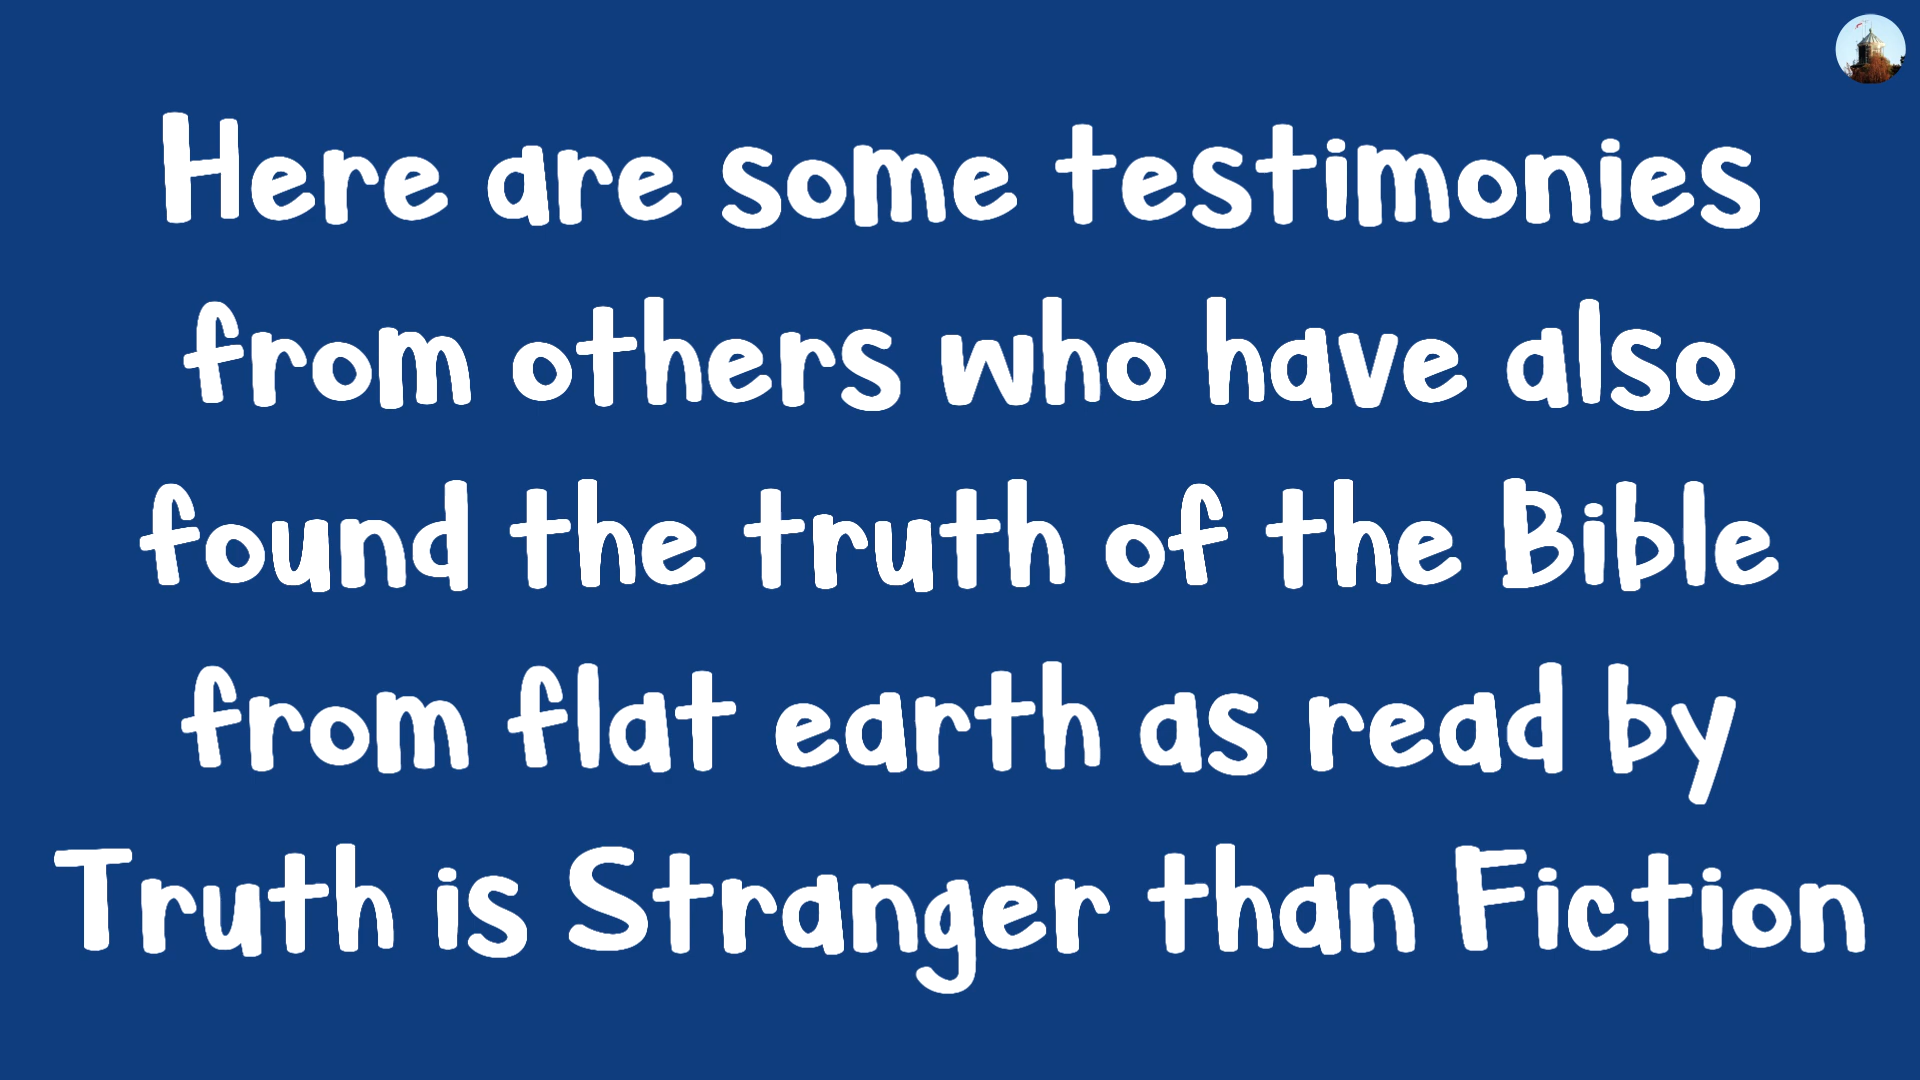 Here are some testimonies
from others who have also
found the truth of the Bible
from flat earth as read by
Truth is Stranger than Fiction